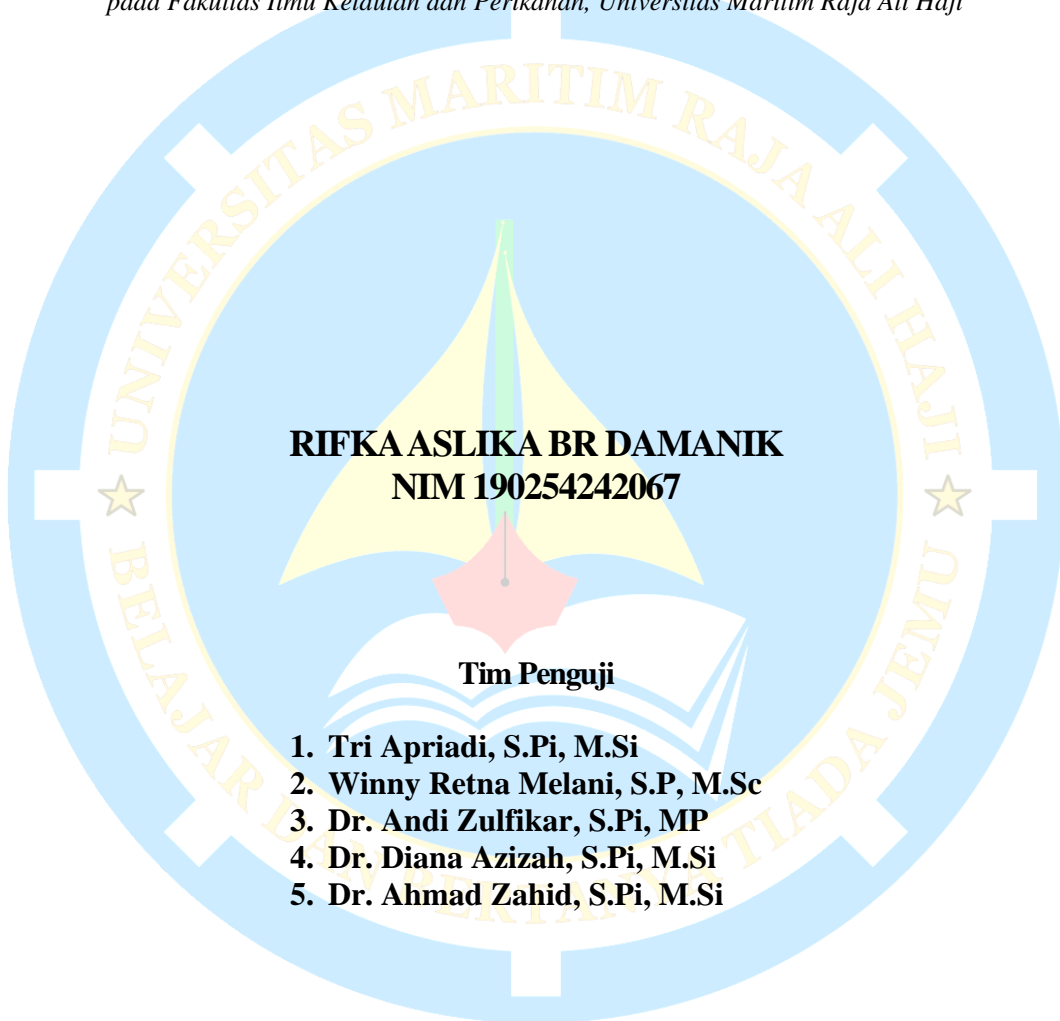 pada Fakultas Ilmu Kelautan dan Perikanan, Universitas Maritim Raja Ali Haji
UNIVERSITAS MARITIM RAJA ALI HAJI
RIFKA ASLIKA BR DAMANIK
NIM 190254242067
Tim Penguji
1. Tri Apriadi, S.Pi, M.Si
2. Winny Retna Melani, S.P, M.Sc
3. Dr. Andi Zulfikar, S.Pi, MP
4. Dr. Diana Azizah, S.Pi, M.Si
5. Dr. Ahmad Zahid, S.Pi, M.Si
BELAJAR DAN BERTANYA TIADA JEMU